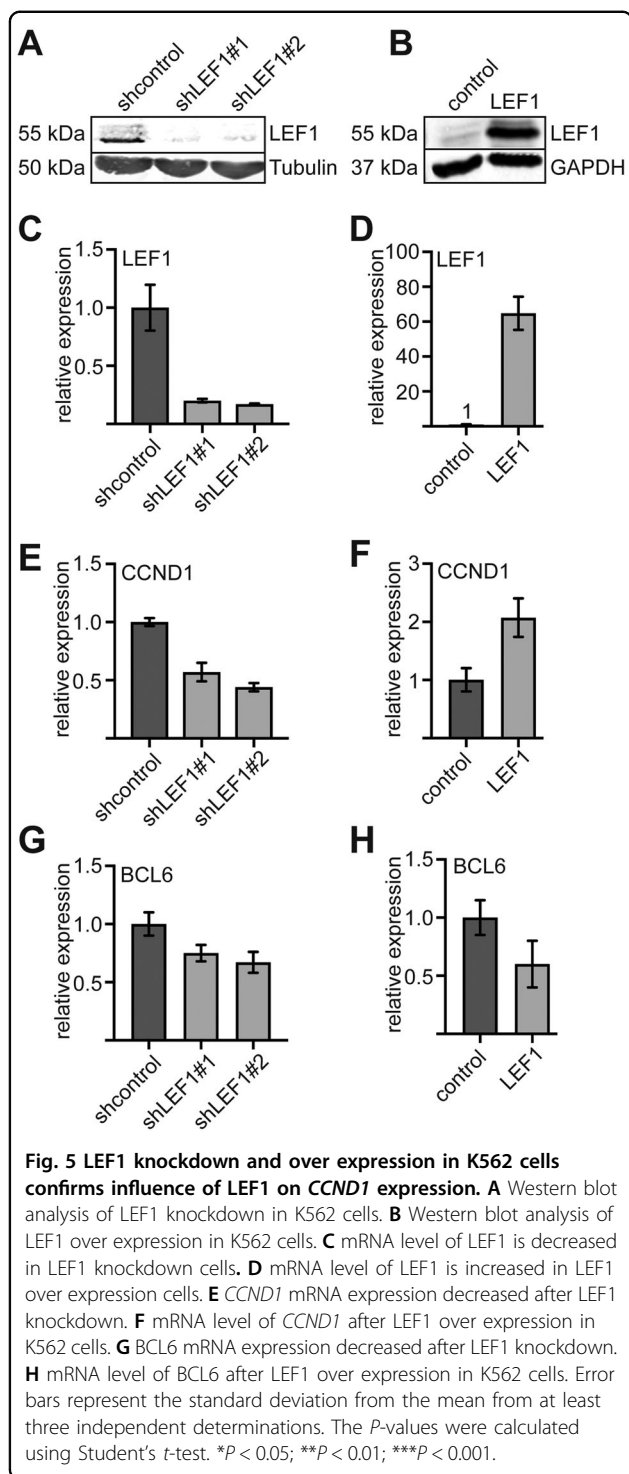 A
shcontrol
shLEF1#1
shLEF1#2
55 kDa
LEF1
50 kDa
Tubulin
B
control
LEF1
55 kDa
LEF1
37 kDa
GAPDH
C
LEF1
relative expression
1.5
1.0
0.5
shcontrol
shLEF1#1
shLEF1#2
D
LEF1
relative expression
100
80
60
40
20
1
control
LEF1
E
CCND1
relative expression
1.5
1.0
0.5
shcontrol
shLEF1#1
shLEF1#2
F
CCND1
relative expression
3
2
1
control
LEF1
G
BCL6
relative expression
1.5
1.0
0.5
shcontrol
shLEF1#1
shLEF1#2
H
BCL6
relative expression
1.5
1.0
0.5
control
LEF1
Fig. 5 LEF1 knockdown and over expression in K562 cells
confirms influence of LEF1 on CCND1 expression. A Western blot
analysis of LEF1 knockdown in K562 cells. B Western blot analysis of
LEF1 over expression in K562 cells. C mRNA level of LEF1 is decreased
in LEF1 knockdown cells. D mRNA level of LEF1 is increased in LEF1
over expression cells. E CCND1 mRNA expression decreased after LEF1
knockdown. F mRNA level of CCND1 after LEF1 over expression in
K562 cells. G BCL6 mRNA expression decreased after LEF1 knockdown.
H mRNA level of BCL6 after LEF1 over expression in K562 cells. Error
bars represent the standard deviation from the mean from at least
three independent determinations. The P-values were calculated
using Student's t-test. *P < 0.05; **P < 0.01; ***P < 0.001.